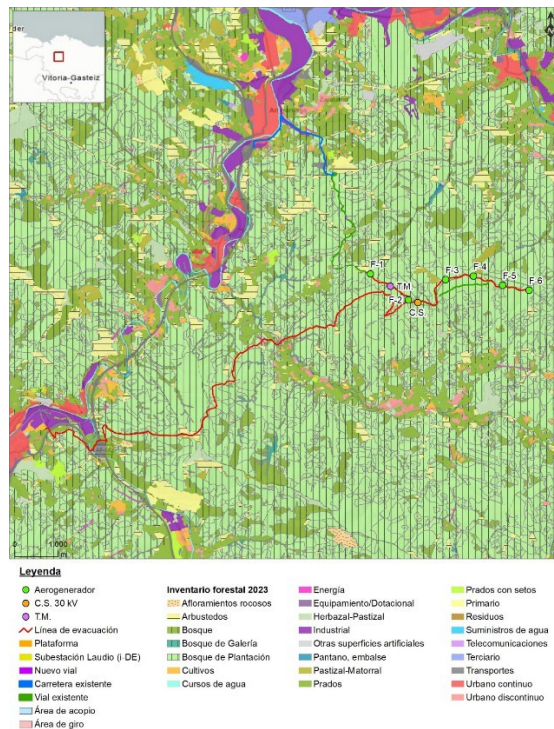 der
Vitoria-Gasteiz
F-1
T.M.
F-2
C.S.
F-3
F-4
F-5
F-6
0
1.000
m
Leyenda
Aerogenerador
C.S. 30 kV
T.M.
Línea de evacuación
Plataforma
Subestación Laudio (i-DE)
Nuevo vial
Carretera existente
Vial existente
Área de acopio
Área de giro
Inventario forestal 2023
Afloramientos rocosos
Arbustedos
Bosque
Bosque de Galería
Bosque de Plantación
Cultivos
Cursos de agua
Energía
Equipamiento/Dotacional
Herbazal-Pastizal
Industrial
Otras superficies artificiales
Pantano, embalse
Pastizal-Matorral
Prados
Prados con setos
Primario
Residuos
Suministros de agua
Telecomunicaciones
Terciario
Transportes
Urbano continuo
Urbano discontinuo